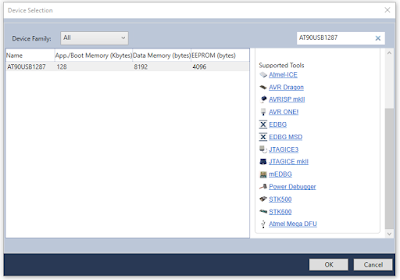 Device Selection
Device Family: All AT90USB1287
Name App./Boot Memory (Kbytes) Data Memory (bytes) EEPROM (bytes)
AT90USB1287 128 8192 4096
Supported Tools
Atmel-ICE
AVR Dragon
AVRISP mkII
AVR ONE!
EDBG
EDBG MSD
JTAGICE3
JTAGICE mkII
mEDBG
Power Debugger
STK500
STK600
Atmel Mega DFU
OK Cancel